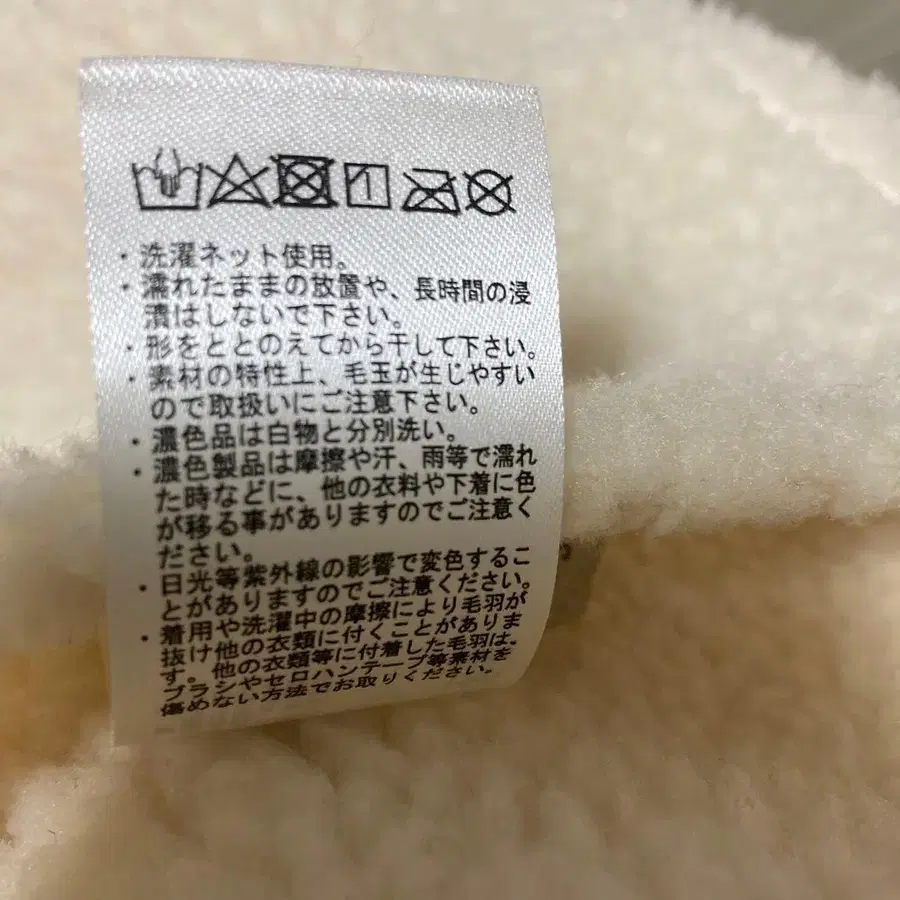 ・洗濯ネット使用。
・濡れたままの放置や、長時間の浸
漬はしないで下さい。
・形をととのえてから干して下さい。
・素材の特性上、毛玉が生じやすい
ので取扱いにご注意下さい。
・濃色品は白物と分別洗い。
・濃色製品は摩擦や汗、雨等で濡れ
た時などに、他の衣料や下着に色
が移る事がありますのでご注意く
ださい。
・日光等紫外線の影響で変色するこ
とがありますのでご注意ください。
・着用や洗濯中の摩擦により毛羽が
抜け他の衣類に付くことがありま
す。他の衣類等に付着した毛羽は、
ブラシやセロハンテープ等素材を
傷めない方法でお取りください。